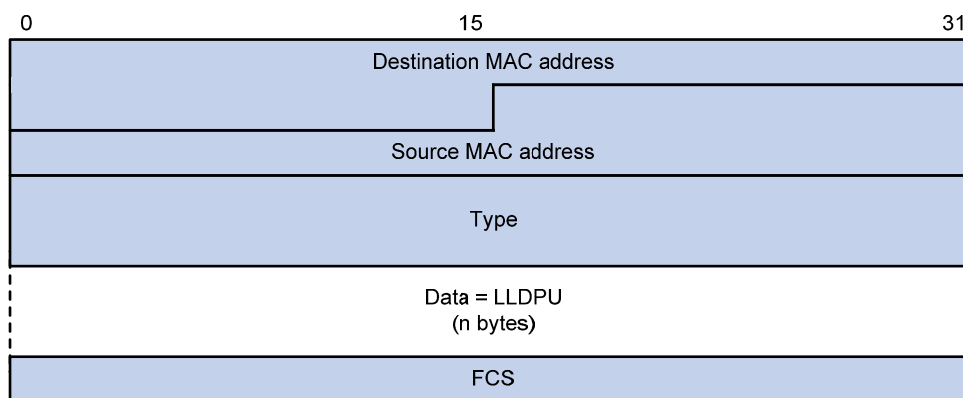 0 15 31
Destination MAC address
Source MAC address
Type
Data = LLDPU
(n bytes)
FCS